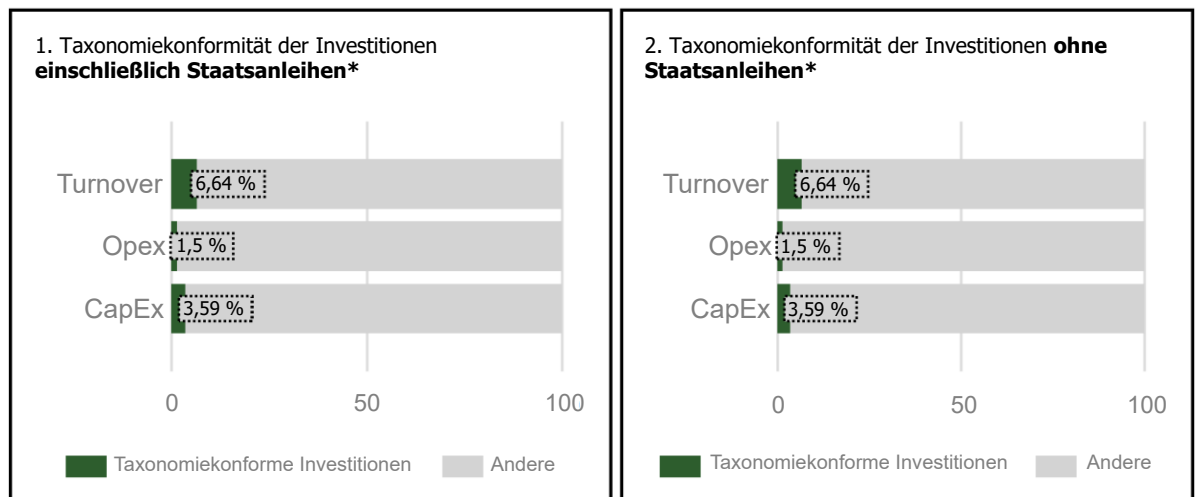 1. Taxonomiekonformität der Investitionen
einschließlich Staatsanleihen*
Turnover
6,64 %
Opex
1,5 %
CapEx
3,59 %
0
50
100
Taxonomiekonforme Investitionen
Andere
2. Taxonomiekonformität der Investitionen ohne
Staatsanleihen*
Turnover
6,64 %
Opex
1,5 %
CapEx
3,59 %
0
50
100
Taxonomiekonforme Investitionen
Andere